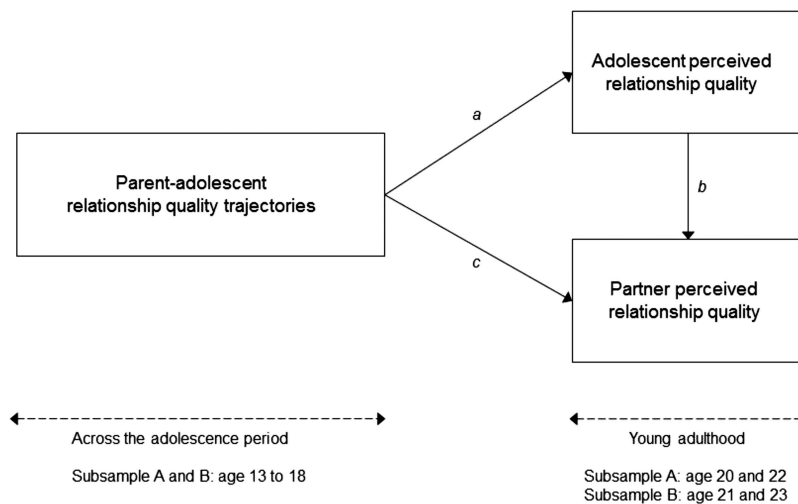 Adolescent perceived
relationship quality
a
Parent-adolescent
relationship quality trajectories
b
c
Partner perceived
relationship quality
Across the adolescence period
Young adulthood
Subsample A and B: age 13 to 18
Subsample A: age 20 and 22
Subsample B: age 21 and 23